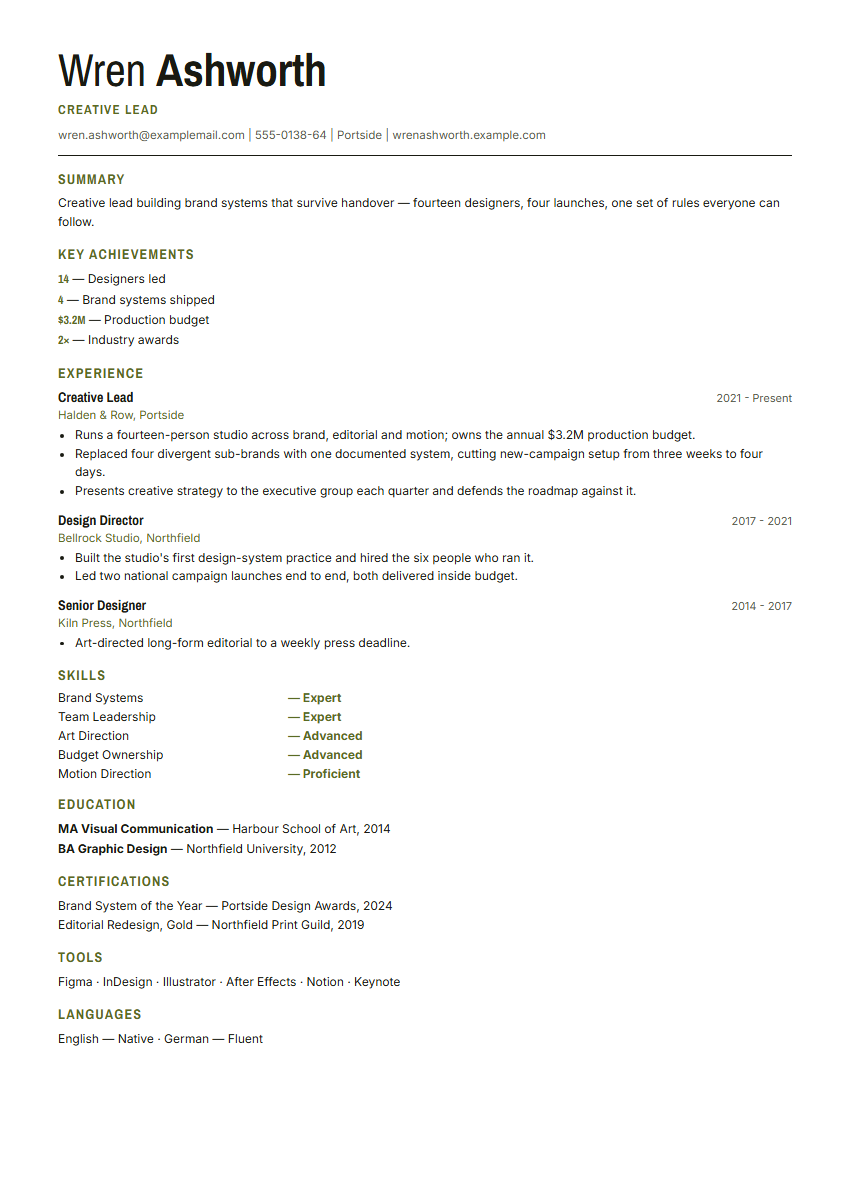 Wren Ashworth
CREATIVE LEAD
wren.ashworth@examplemail.com | 555-0138-64 | Portside | wrenashworth.example.com
SUMMARY
Creative lead building brand systems that survive handover — fourteen designers, four launches, one set of rules everyone can
follow.
KEY ACHIEVEMENTS
14 — Designers led
4 — Brand systems shipped
$3.2M — Production budget
2× — Industry awards
EXPERIENCE
Creative Lead 2021 - Present
Halden & Row, Portside
• Runs a fourteen-person studio across brand, editorial and motion; owns the annual $3.2M production budget.
• Replaced four divergent sub-brands with one documented system, cutting new-campaign setup from three weeks to four
days.
• Presents creative strategy to the executive group each quarter and defends the roadmap against it.
Design Director 2017 - 2021
Bellrock Studio, Northfield
• Built the studio's first design-system practice and hired the six people who ran it.
• Led two national campaign launches end to end, both delivered inside budget.
Senior Designer 2014 - 2017
Kiln Press, Northfield
• Art-directed long-form editorial to a weekly press deadline.
SKILLS
Brand Systems — Expert
Team Leadership — Expert
Art Direction — Advanced
Budget Ownership — Advanced
Motion Direction — Proficient
EDUCATION
MA Visual Communication — Harbour School of Art, 2014
BA Graphic Design — Northfield University, 2012
CERTIFICATIONS
Brand System of the Year — Portside Design Awards, 2024
Editorial Redesign, Gold — Northfield Print Guild, 2019
TOOLS
Figma · InDesign · Illustrator · After Effects · Notion · Keynote
LANGUAGES
English — Native · German — Fluent